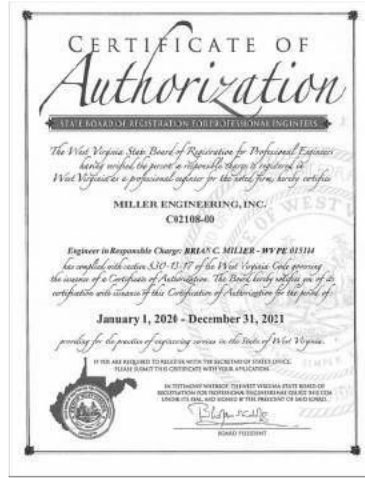 CERTIFICATE OF
Authorization
STATE BOARD OF REGISTRATION FOR PROFESSIONAL ENGINEERS
The West Virginia State Board of Registration for Professional Engineers
having verified the person in responsible charge is registered in
West Virginia as a professional engineer for the noted firm, hereby certifies
MILLER ENGINEERING, INC.
C02108-00
Engineer in Responsible Charge: BRIAN C. MILLER - WV PE
has complied with section §30-13-17 of the West Virginia Code governing
the issuance of a Certificate of Authorization. The Board hereby notifies you of its
certification with issuance of this Certification of Authorization for the period of:
January 1, 2020 - December 31, 2021
providing for the practice of engineering services in the State of West Virginia.
IF YOU ARE REQUIRED TO REGISTER WITH THE SECRETARY OF STATE'S OFFICE,
PLEASE SUBMIT THIS CERTIFICATE WITH YOUR APPLICATION.
IN TESTIMONY WHEREOF, THE WEST VIRGINIA STATE BOARD OF
REGISTRATION FOR PROFESSIONAL ENGINEERS HAS ISSUED THIS COA
UNDER ITS SEAL, AND SIGNED BY THE PRESIDENT OF SAID BOARD.
BOARD PRESIDENT